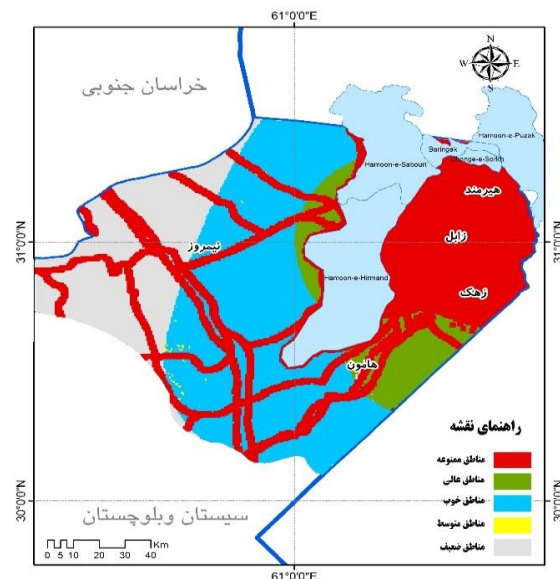 61°0'0"E
خراسان جنوبی
N
W E
S
Hamoon-e-Puzak
Baringak
Hamoon-e-Saboun
Change-e-Sorkh
هیرمند
31°0'0"N
نیمروز
زابل
31°0'0"N
Hamoon-e-Hirmand
زهک
هامون
راهنمای نقشه
مناطق ممنوعه
مناطق عالی
مناطق خوب
مناطق متوسط
مناطق ضعیف
30°0'0"N
سیستان وبلوچستان
30°0'0"N
0 5 10 20 30 40 Km
61°0'0"E